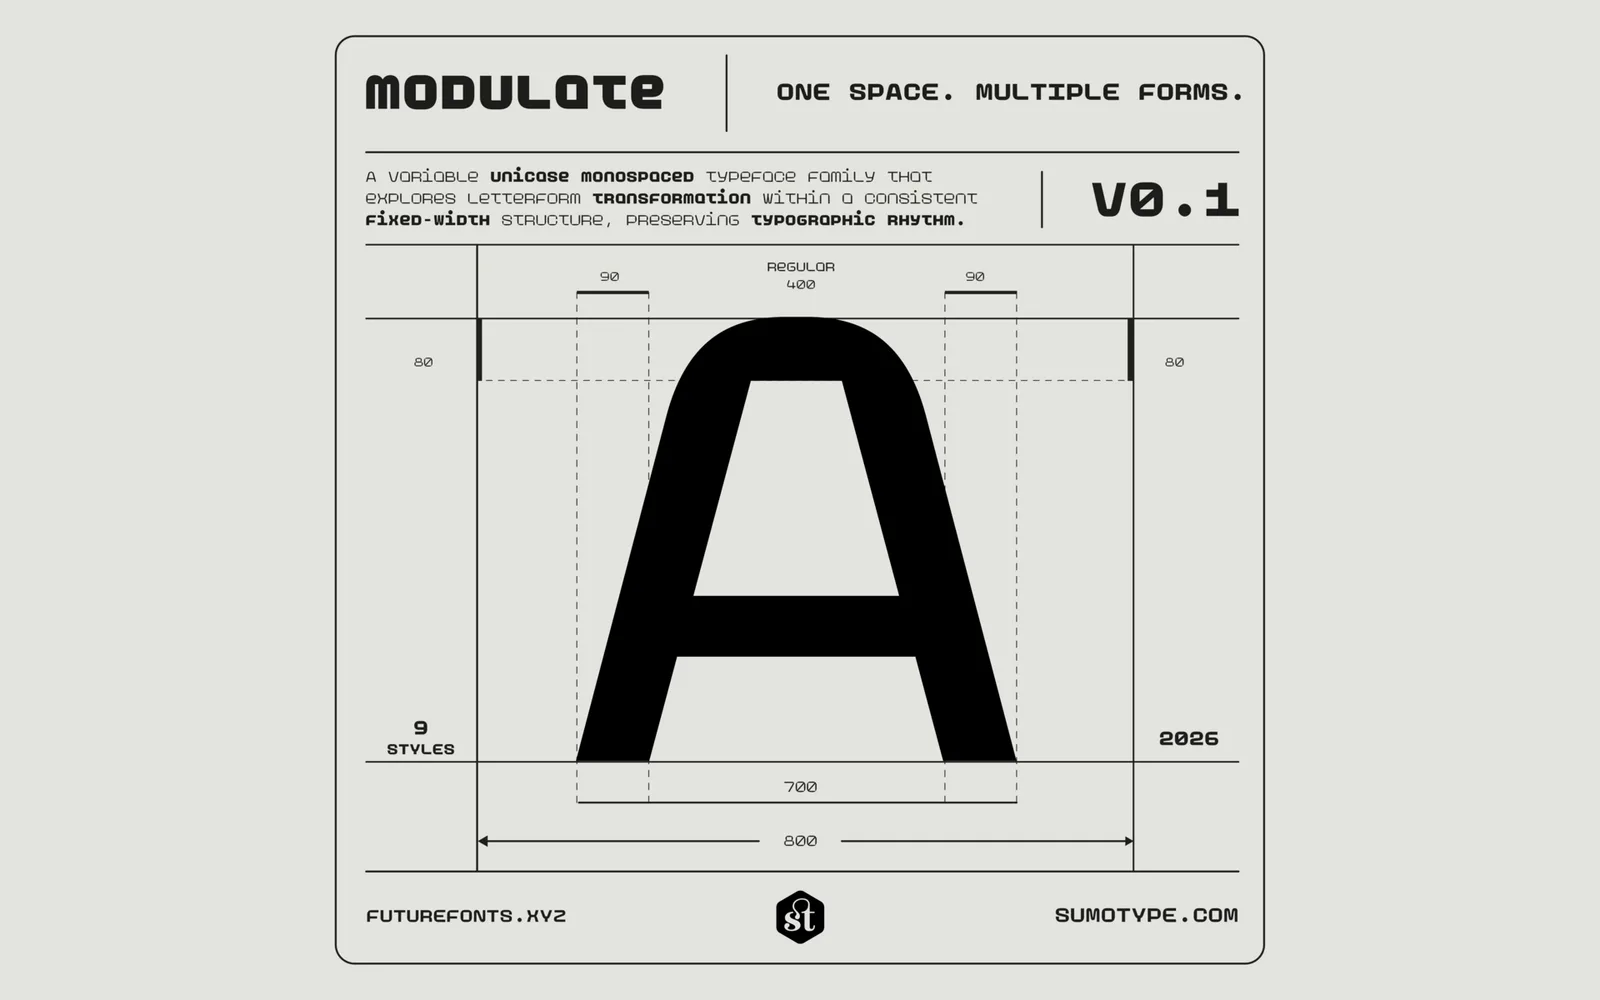 MODULATE
ONE SPACE. MULTIPLE FORMS.
A VARIABLE UNICASE MONOSPACED TYPEFACE FAMILY THAT
EXPLORES LETTERFORM TRANSFORMATION WITHIN A CONSISTENT
FIXED-WIDTH STRUCTURE, PRESERVING TYPOGRAPHIC RHYTHM.
V0.1
REGULAR
400
90
90
80
80
A
9
STYLES
2026
700
800
FUTUREFONTS.XYZ
st
SUMOTYPE.COM